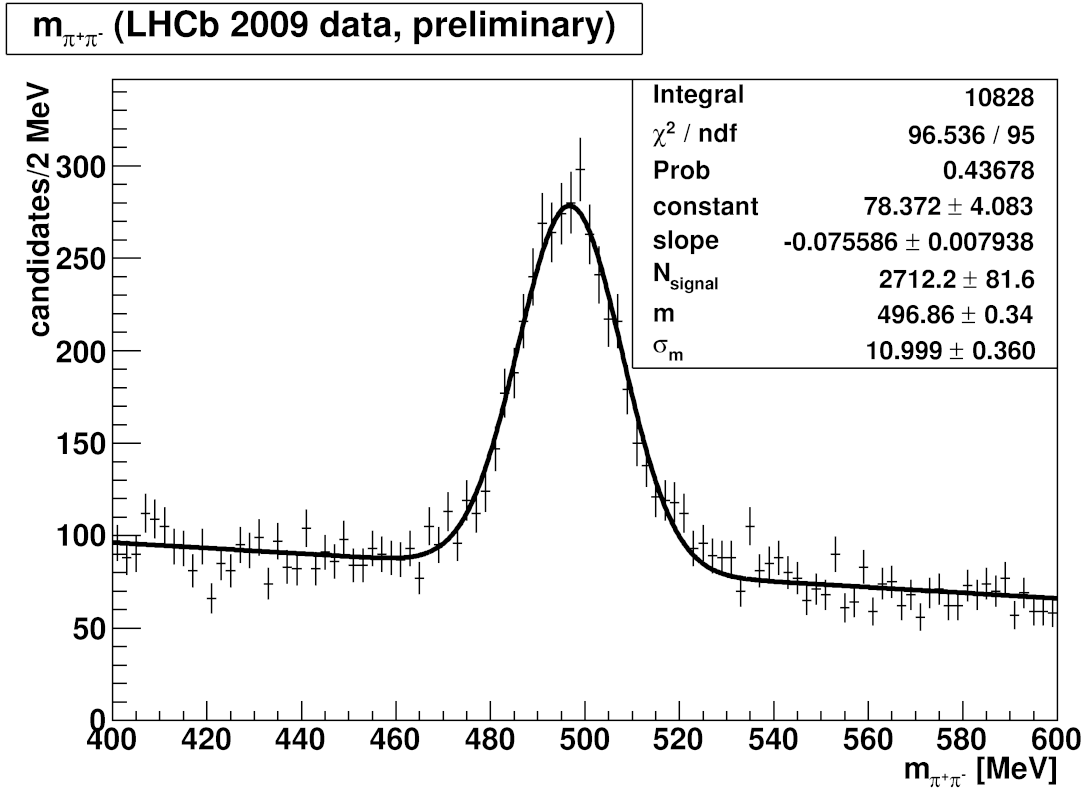 m_π⁺π⁻ (LHCb 2009 data, preliminary)
candidates/2 MeV
Integral 10828
χ² / ndf 96.536 / 95
Prob 0.43678
constant 78.372 ± 4.083
slope -0.075586 ± 0.007938
N_signal 2712.2 ± 81.6
m 496.86 ± 0.34
σ_m 10.999 ± 0.360
300
250
200
150
100
50
0
400 420 440 460 480 500 520 540 560 580 600
m_π⁺π⁻ [MeV]